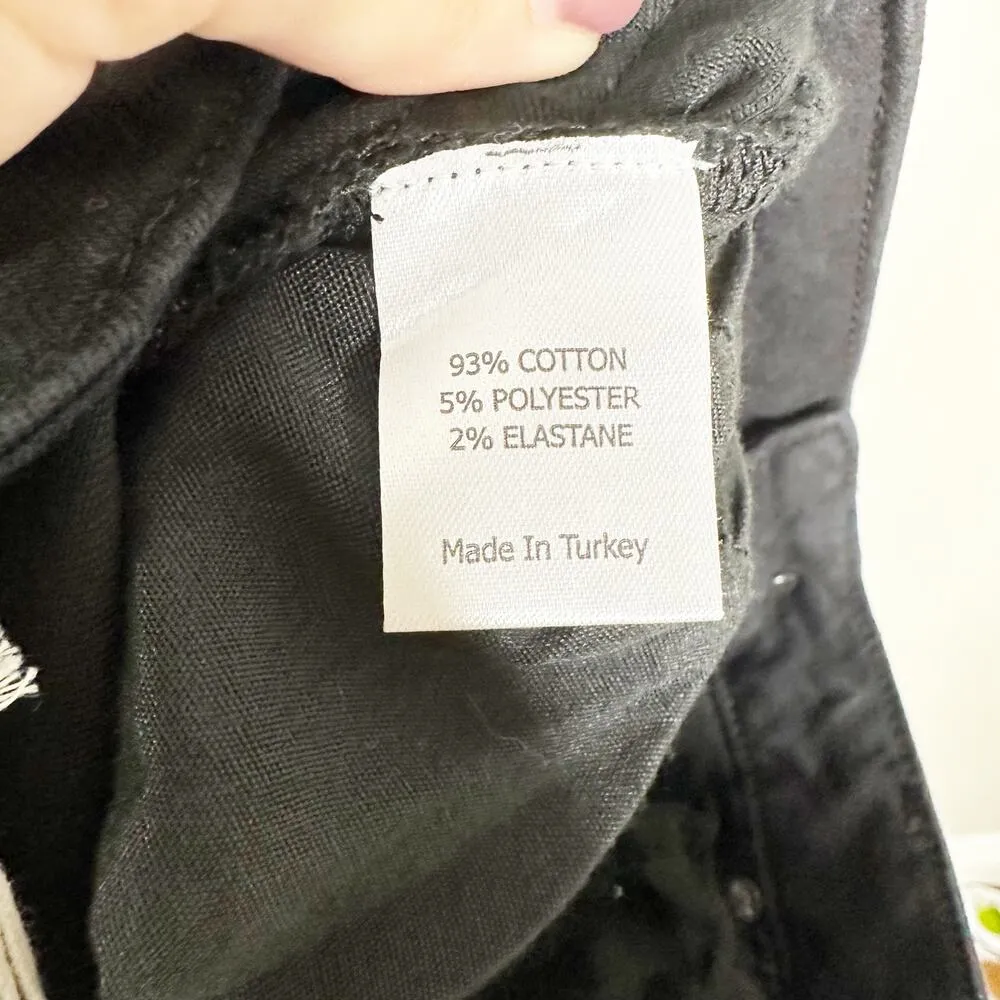 93% COTTON
5% POLYESTER
2% ELASTANE
Made In Turkey